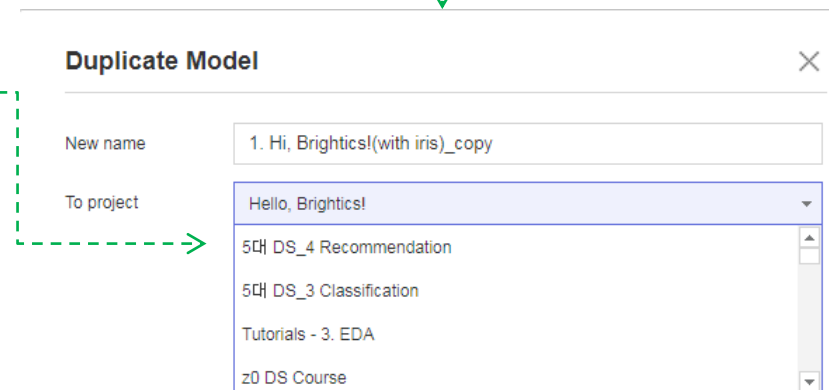 Duplicate Model
New name
1. Hi, Brightics!(with iris)_copy
To project
Hello, Brightics!
5대 DS_4 Recommendation
5대 DS_3 Classification
Tutorials - 3. EDA
z0 DS Course